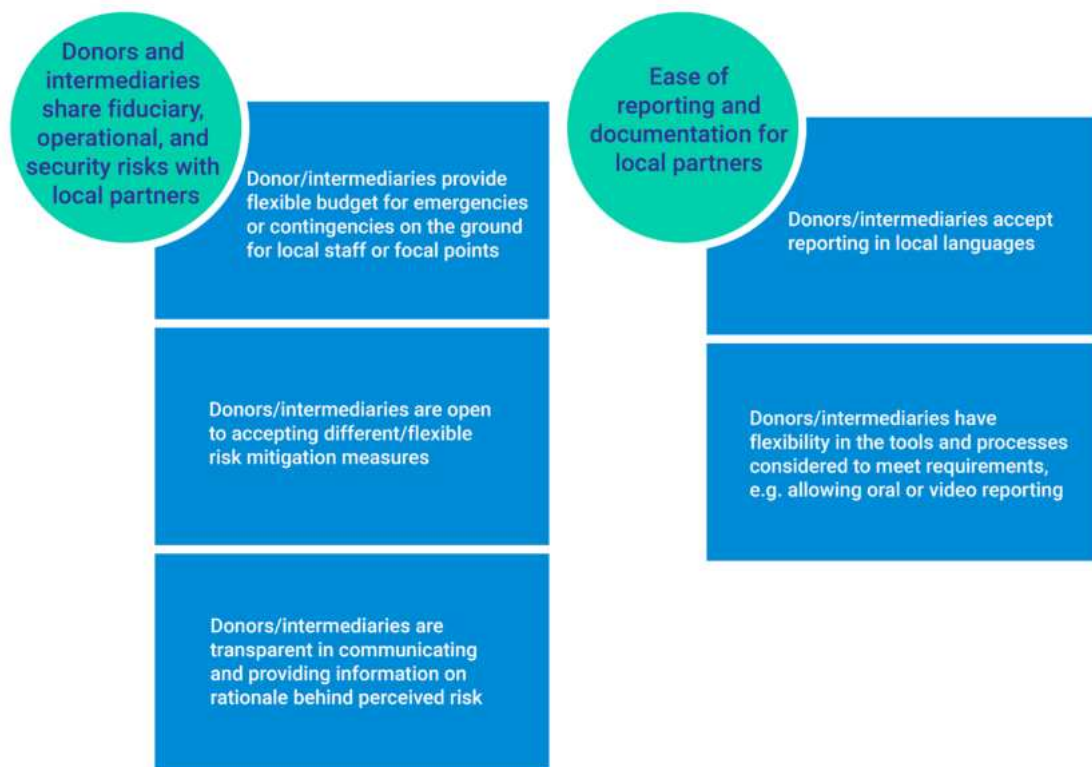 Donors and
intermediaries
share fiduciary,
operational, and
security risks with
local partners
Donor/intermediaries provide
flexible budget for emergencies
or contingencies on the ground
for local staff or focal points
Donors/intermediaries are open
to accepting different/flexible
risk mitigation measures
Donors/intermediaries are
transparent in communicating
and providing information on
rationale behind perceived risk
Ease of
reporting and
documentation for
local partners
Donors/intermediaries accept
reporting in local languages
Donors/intermediaries have
flexibility in the tools and processes
considered to meet requirements,
e.g. allowing oral or video reporting